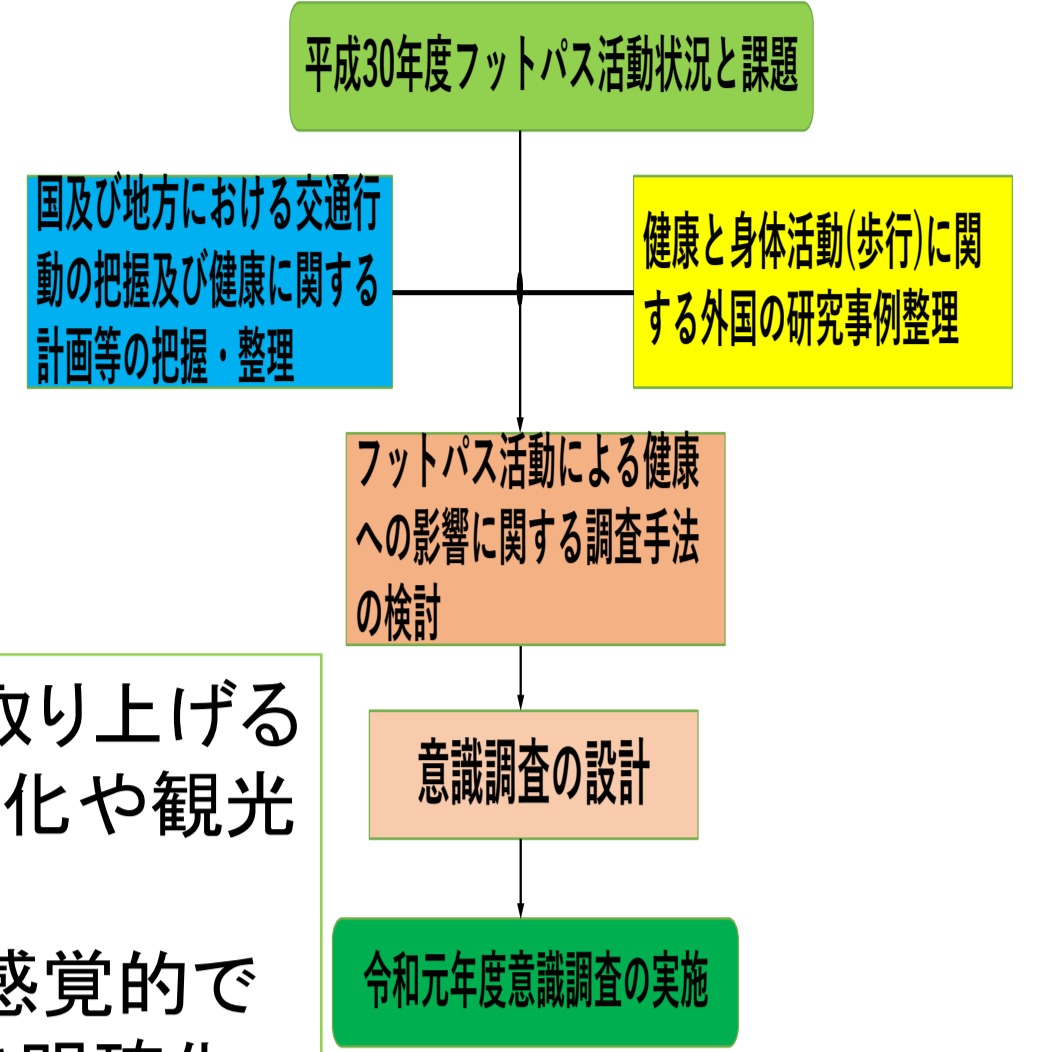 平成30年度フットパス活動状況と課題
国及び地方における交通行
動の把握及び健康に関する
計画等の把握・整理
健康と身体活動(歩行)に関
する外国の研究事例整理
フットパス活動による健康
への影響に関する調査手法
の検討
意識調査の設計
令和元年度意識調査の実施
取り上げる
化や観光
感覚的で